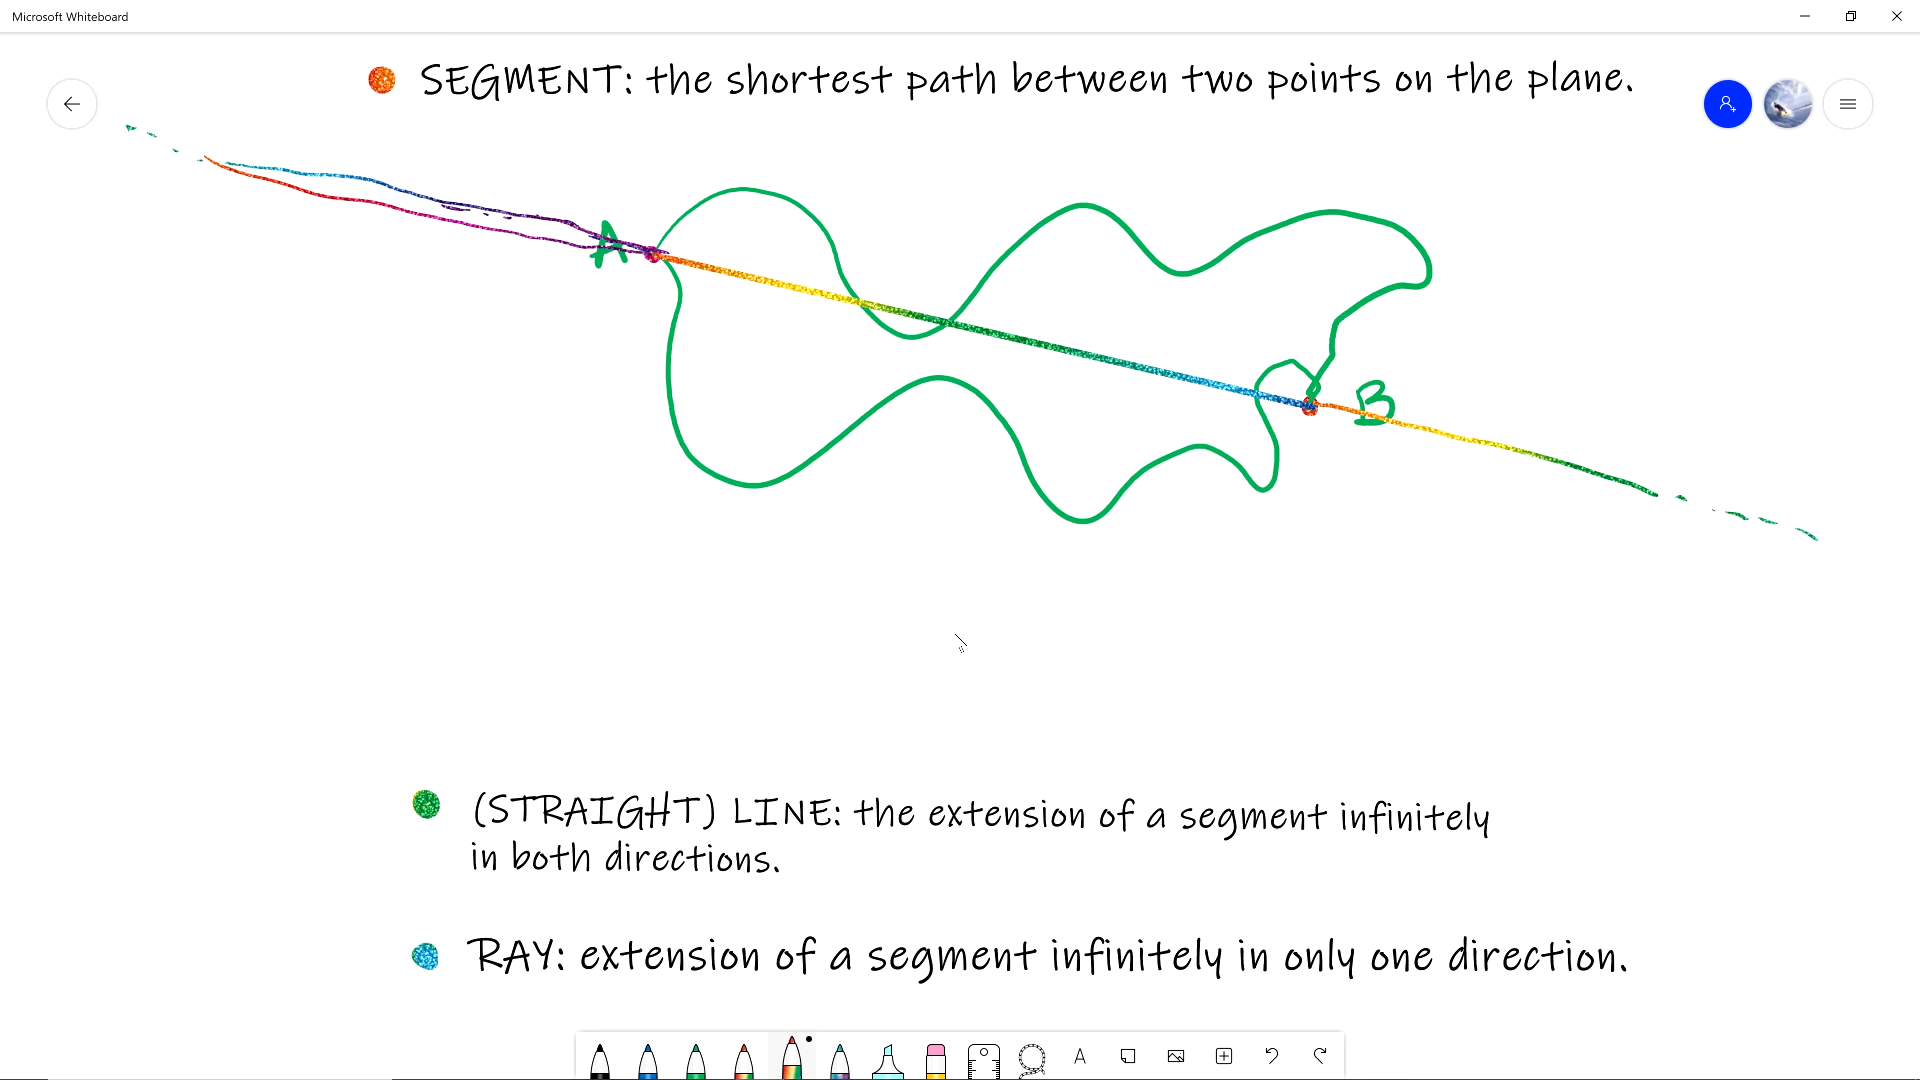 Microsoft Whiteboard
SEGMENT: the shortest path between two points on the plane.
A
B
(STRAIGHT) LINE: the extension of a segment infinitely
in both directions.
RAY: extension of a segment infinitely in only one direction.
A